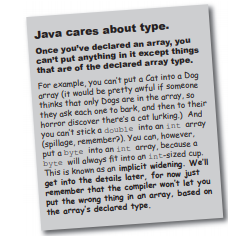 Java cares about type.
Once you've declared an array, you
can't put anything in it except things
that are of the declared array type.
For example, you can't put a Cat into a Dog
array (it would be pretty awful if someone
thinks that only Dogs are in the array, so
they ask each one to bark, and then to their
horror discover there's a cat lurking.) And
you can't stick a double into an int array
(spillage, remember?). You can, however,
put a byte into an int array, because a
byte will always fit into an int-sized cup.
This is known as an implicit widening. We'll
get into the details later, for now just
remember that the compiler won't let you
put the wrong thing in an array, based on
the array's declared type.